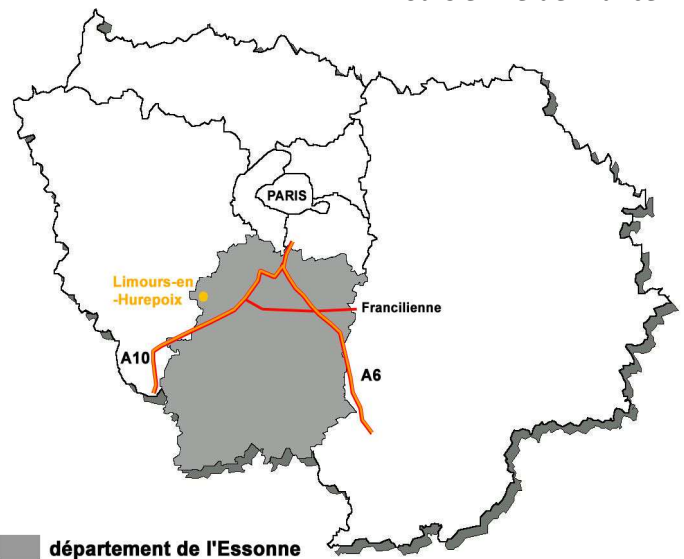 PARIS
Limours-en
-Hurepoix
Francilienne
A10
A6
département de l'Essonne